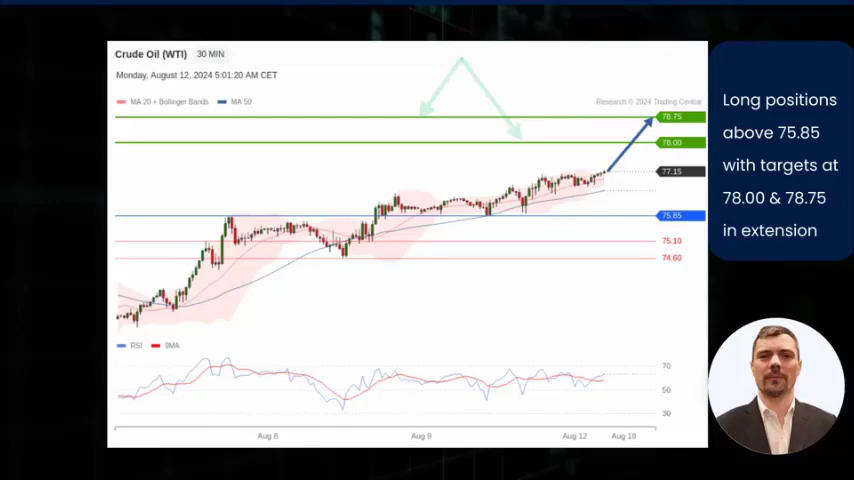 Crude Oil (WTI) 30 MIN
Monday, August 12, 2024 5:01:20 AM CET
MA 20 + Bollinger Bands MA 50
Research © 2024 Trading Central
78.75
78.00
77.15
75.85
75.10
74.60
RSI 9MA
70
50
30
Aug 8 Aug 9 Aug 12 Aug 18
Long positions
above 75.85
with targets at
78.00 & 78.75
in extension